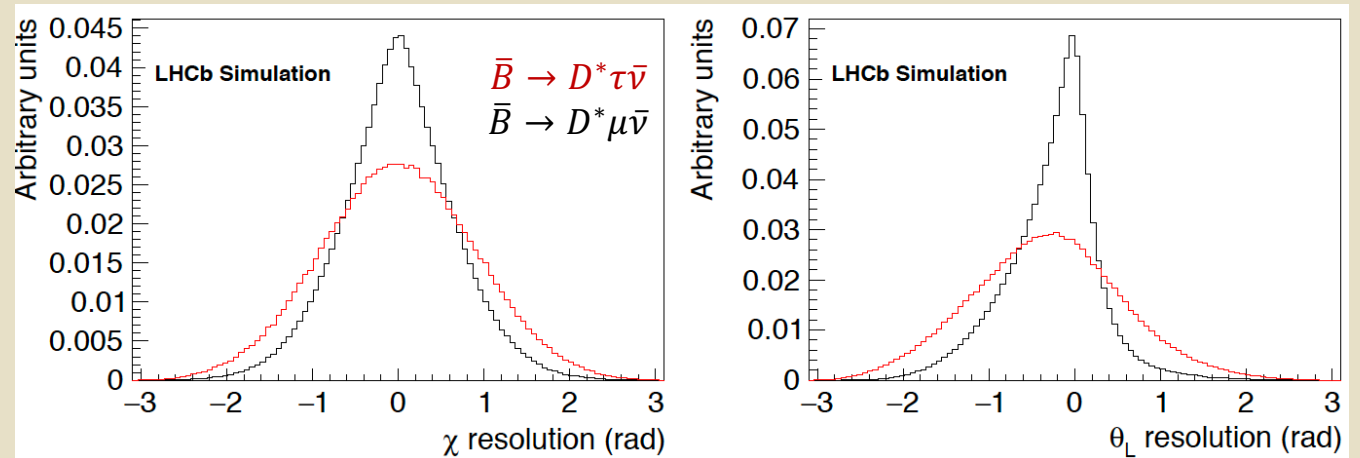 Arbitrary units
0.045
0.04
0.035
0.03
0.025
0.02
0.015
0.01
0.005
0
LHCb Simulation
B̄ → D*τν̄
B̄ → D*μν̄
−3 −2 −1 0 1 2 3
χ resolution (rad)
Arbitrary units
0.07
0.06
0.05
0.04
0.03
0.02
0.01
0
LHCb Simulation
−3 −2 −1 0 1 2 3
θ_L resolution (rad)